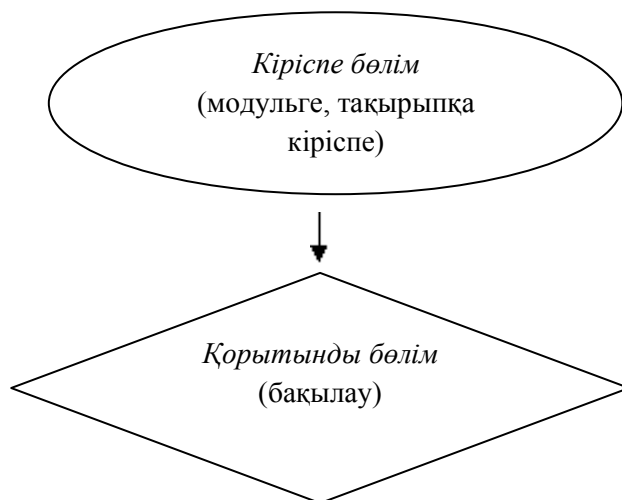 Кіріспе бөлім
(модульге, тақырыпқа
кіріспе)
Қорытынды бөлім
(бақылау)